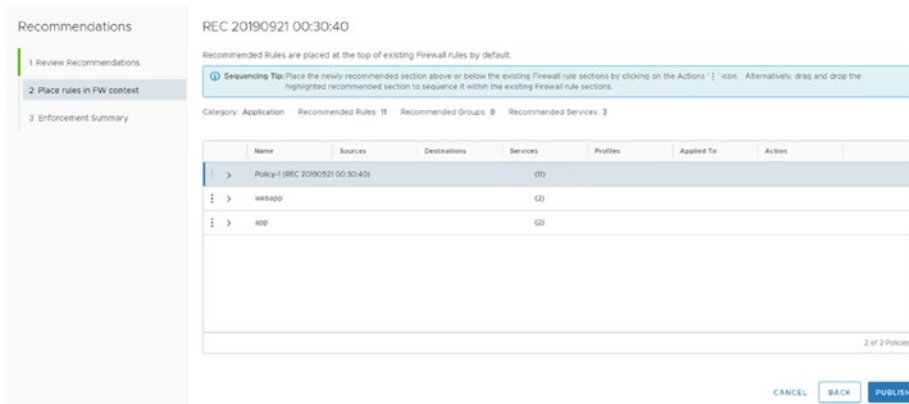 Recommendations
1 Review Recommendations
2 Place rules in FW context
3 Enforcement Summary
REC 20190921 00:30:40
Recommended Rules are placed at the top of existing Firewall rules by default.
Sequencing Tip: Place the newly recommended section above or below the existing Firewall rule sections by clicking on the Actions ' ⋮ ' icon. Alternatively, drag and drop the
highlighted recommended section to sequence it within the existing Firewall rule sections.
Category: Application Recommended Rules: 11 Recommended Groups: 8 Recommended Services: 3
Name Sources Destinations Services Profiles Applied To Action
Policy-1 (REC 20190921 00:30:40) (11)
webapp (2)
app (2)
2 of 2 Policies
CANCEL BACK PUBLISH